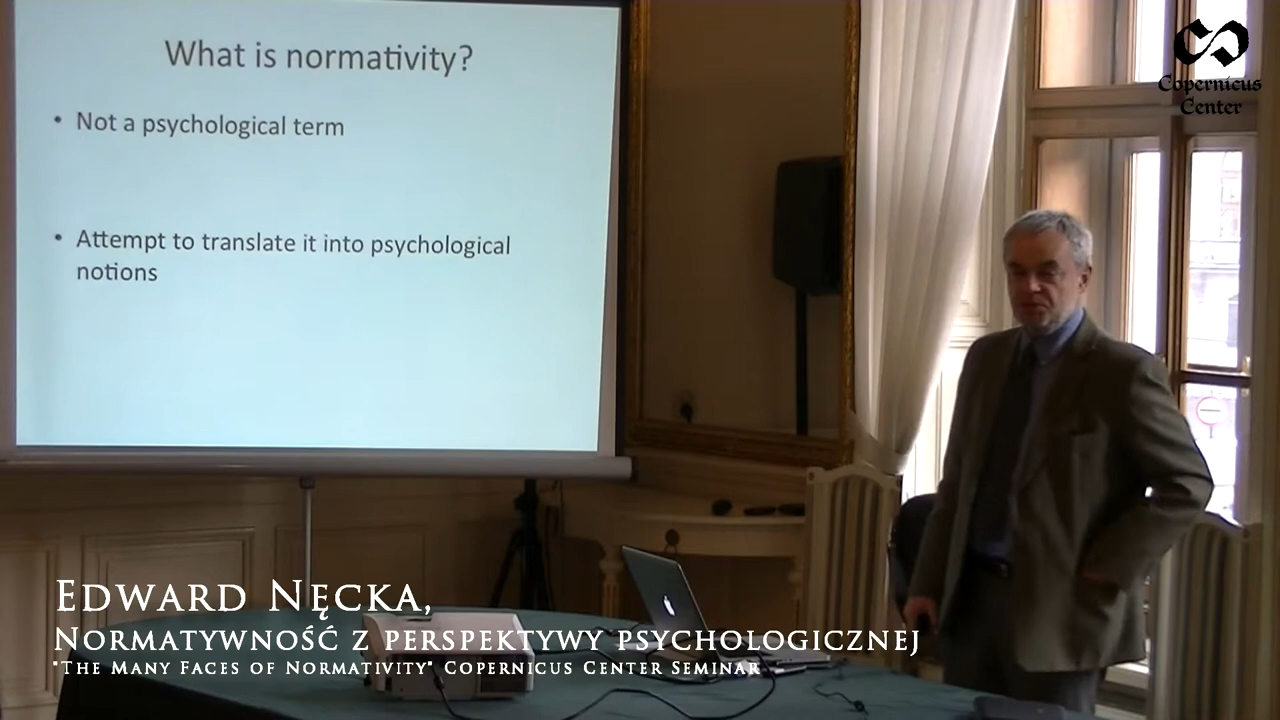 What is normativity?
• Not a psychological term
• Attempt to translate it into psychological
notions
Copernicus
Center
Edward Nęcka,
Normatywność z perspektywy psychologicznej
"The Many Faces of Normativity" Copernicus Center Seminar